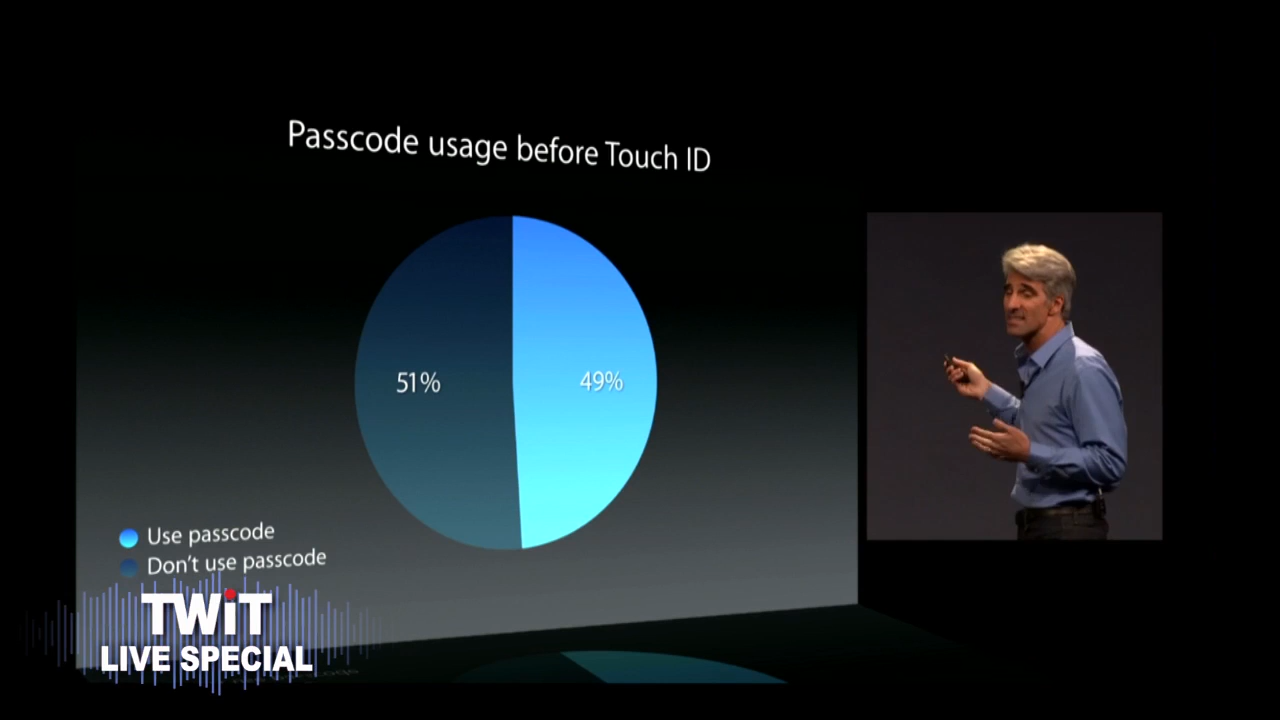 Passcode usage before Touch ID
51%
49%
Use passcode
Don't use passcode
TWiT
LIVE SPECIAL